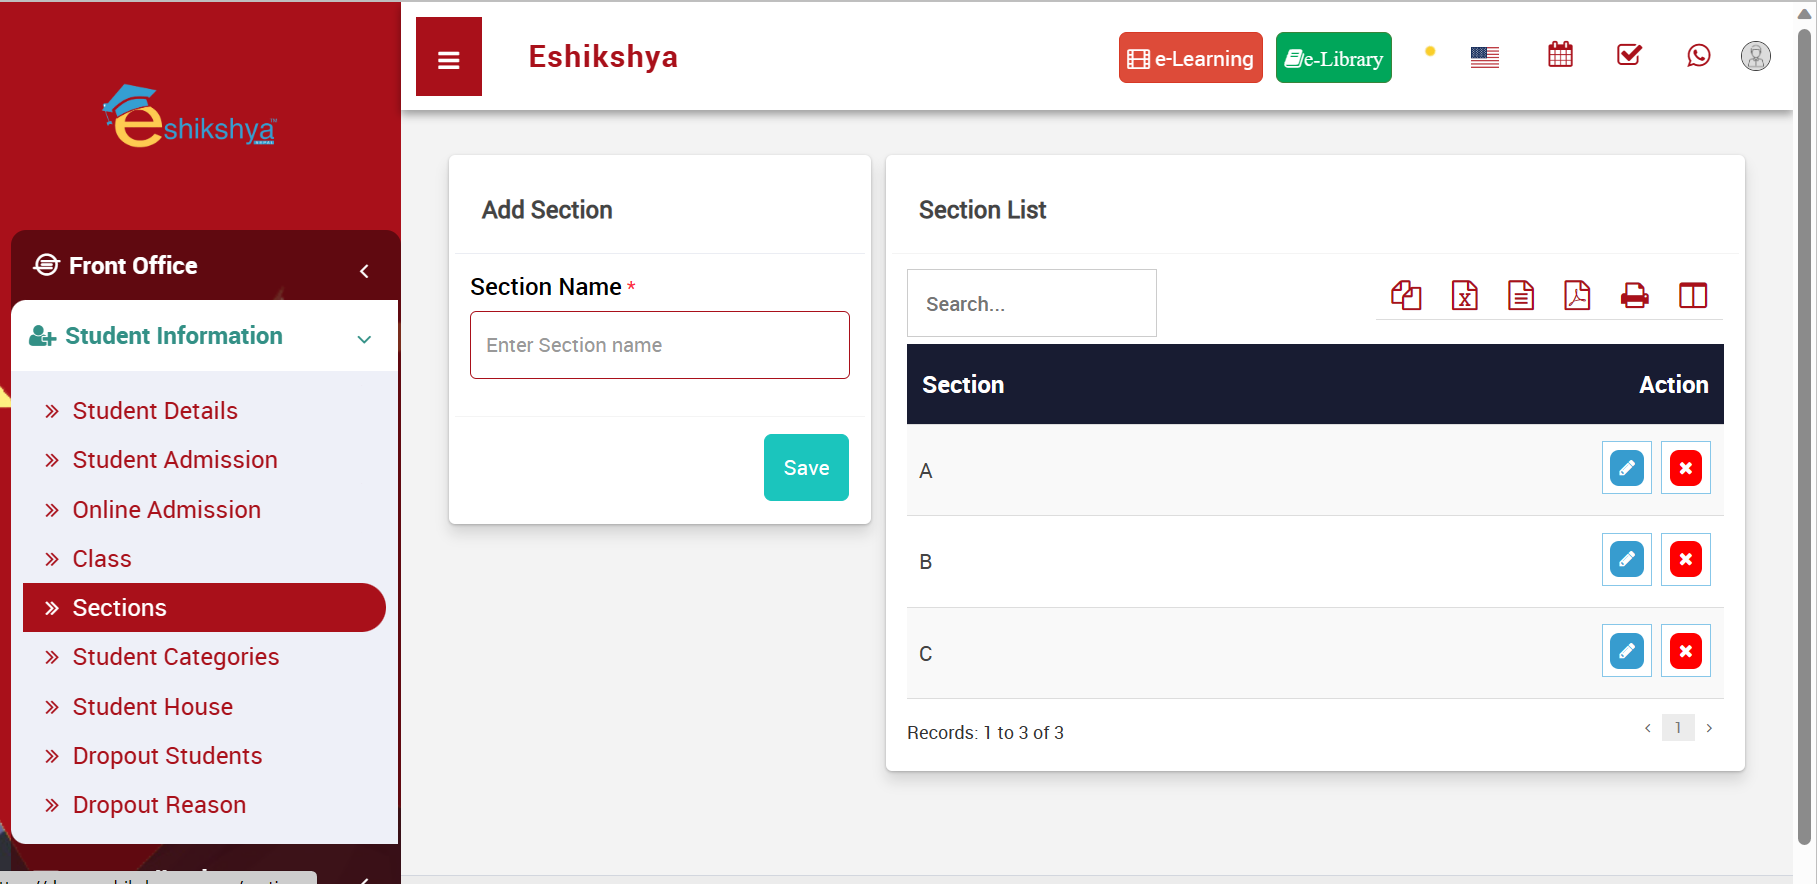 Eshikshya
e-Learning
e-Library
eshikshya
Front Office
Student Information
Student Details
Student Admission
Online Admission
Class
Sections
Student Categories
Student House
Dropout Students
Dropout Reason
Add Section
Section Name *
Enter Section name
Save
Section List
Search...
Section Action
A
B
C
Records: 1 to 3 of 3
1